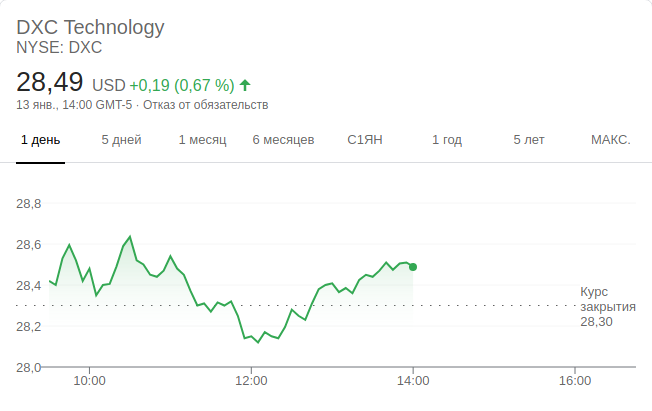 DXC Technology
NYSE: DXC
28,49 USD +0,19 (0,67 %)
13 янв., 14:00 GMT-5 · Отказ от обязательств
1 день 5 дней 1 месяц 6 месяцев С1ЯН 1 год 5 лет МАКС.
28,8
28,6
28,4
Курс
закрытия
28,30
28,2
28,0
10:00 12:00 14:00 16:00